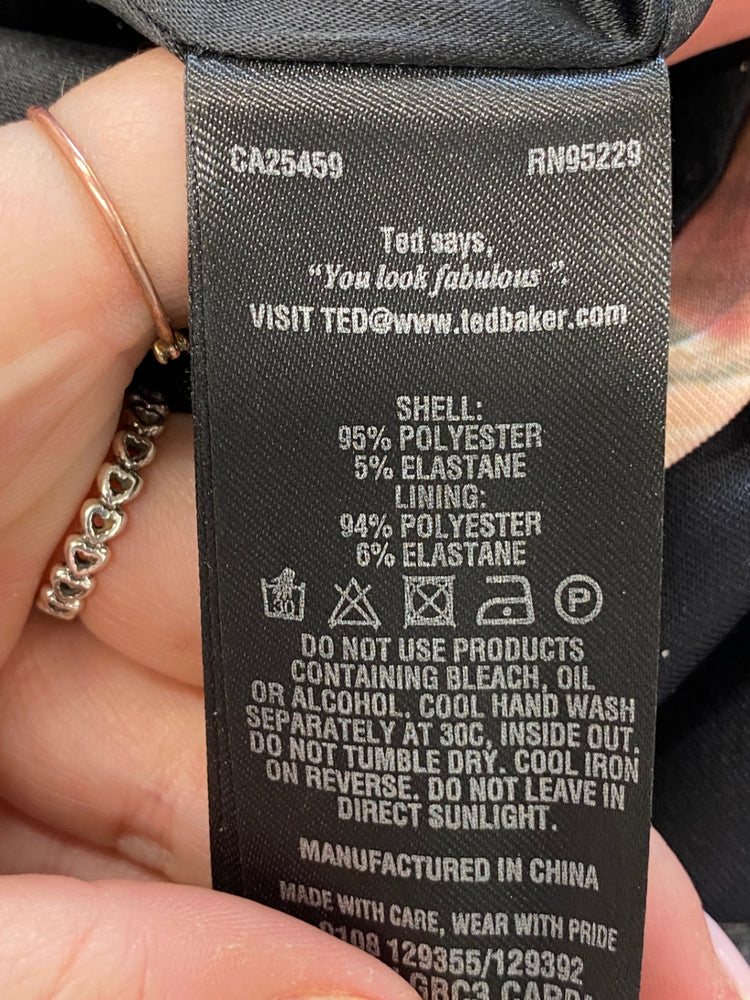 CA25459 RN95229
Ted says,
“You look fabulous”.
VISIT TED@www.tedbaker.com
SHELL:
95% POLYESTER
5% ELASTANE
LINING:
94% POLYESTER
6% ELASTANE
30 P
DO NOT USE PRODUCTS
CONTAINING BLEACH, OIL
OR ALCOHOL. COOL HAND WASH
SEPARATELY AT 30C, INSIDE OUT.
DO NOT TUMBLE DRY. COOL IRON
ON REVERSE. DO NOT LEAVE IN
DIRECT SUNLIGHT.
MANUFACTURED IN CHINA
MADE WITH CARE, WEAR WITH PRIDE
129355/129392